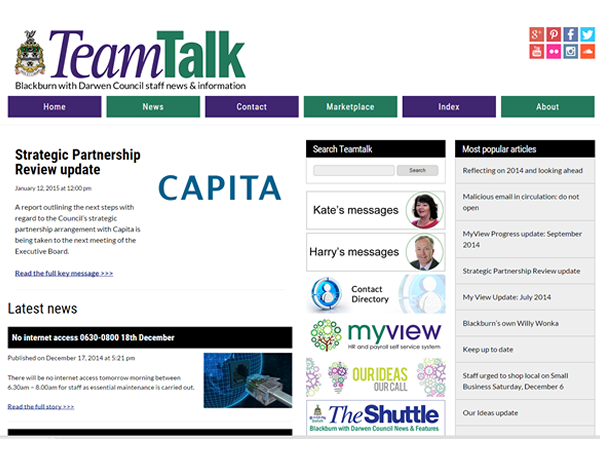 TeamTalk
Blackburn with Darwen Council staff news & information
Home
News
Contact
Marketplace
Index
About
Strategic Partnership
Review update
January 12, 2015 at 12:00 pm
A report outlining the next steps with
regard to the Council's strategic
partnership arrangement with Capita is
being taken to the next meeting of the
Executive Board.
Read the full key message >>>
CAPITA
Latest news
No internet access 0630-0800 18th December
Published on December 17, 2014 at 5:21 pm
There will be no internet access tomorrow morning between
6.30am – 8.00am for staff as essential maintenance is carried out.
Read the full story >>>
Search Teamtalk
Search
Kate's messages
Harry's messages
Contact
Directory
myview
HR and payroll self service system
OUR IDEAS
OUR CALL
The Shuttle
Blackburn with Darwen Council News & Features
Most popular articles
Reflecting on 2014 and looking ahead
Malicious email in circulation: do not
open
MyView Progress update: September
2014
Strategic Partnership Review update
My View Update: July 2014
Blackburn's own Willy Wonka
Keep up to date
Staff urged to shop local on Small
Business Saturday, December 6
Our Ideas update